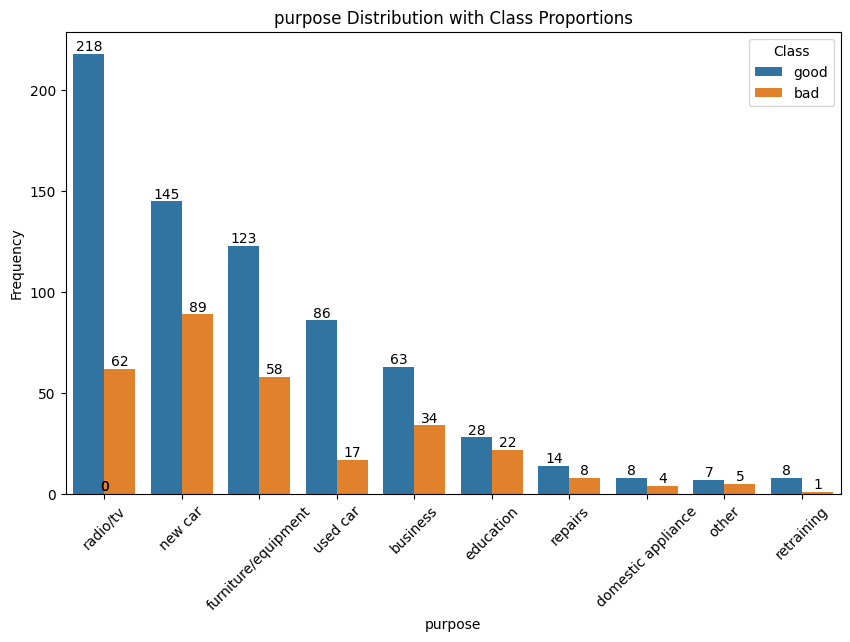 purpose Distribution with Class Proportions
Class
good
bad
Frequency
200
150
100
50
0
218
62
0
145
89
123
58
86
17
63
34
28
22
14
8
8
4
7
5
8
1
radio/tv
new car
furniture/equipment
used car
business
education
repairs
domestic appliance
other
retraining
purpose